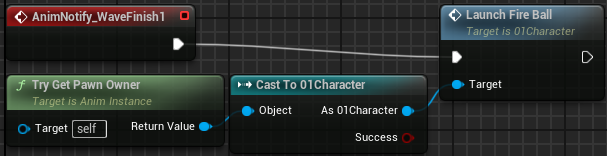 AnimNotify_WaveFinish1
Launch Fire Ball
Target is 01Character
Target
Try Get Pawn Owner
Target is Anim Instance
Target self Return Value
Cast To 01Character
Object As 01Character
Success